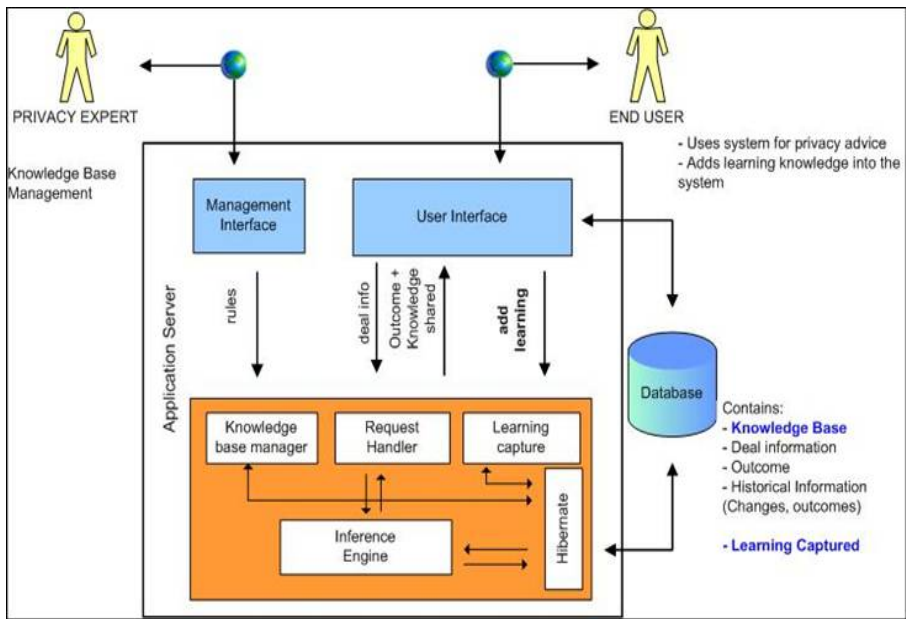 PRIVACY EXPERT
END USER
Knowledge Base
Management
- Uses system for privacy advice
- Adds learning knowledge into the
system
Management
Interface
User Interface
Application Server
rules
deal info
Outcome +
Knowledge
shared
add
learning
Database
Knowledge
base manager
Request
Handler
Learning
capture
Inference
Engine
Hibernate
Contains:
- Knowledge Base
- Deal information
- Outcome
- Historical Information
(Changes, outcomes)
- Learning Captured